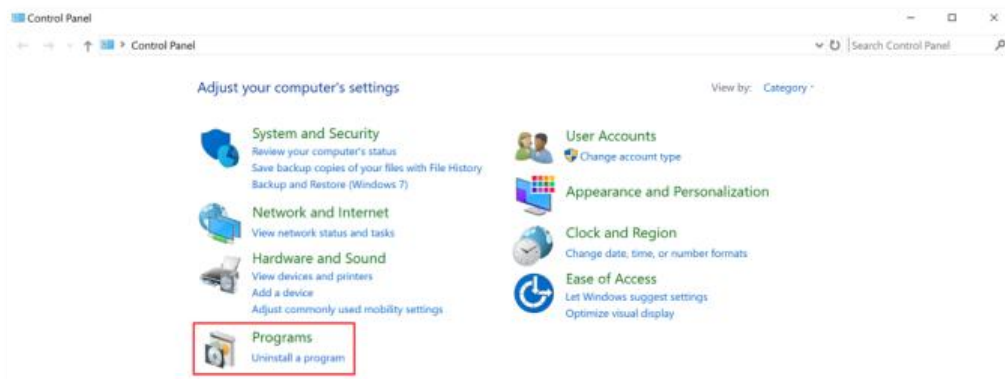 Control Panel
Control Panel
Search Control Panel
Adjust your computer's settings
View by: Category
System and Security
Review your computer's status
Save backup copies of your files with File History
Backup and Restore (Windows 7)
Network and Internet
View network status and tasks
Hardware and Sound
View devices and printers
Add a device
Adjust commonly used mobility settings
Programs
Uninstall a program
User Accounts
Change account type
Appearance and Personalization
Clock and Region
Change date, time, or number formats
Ease of Access
Let Windows suggest settings
Optimize visual display